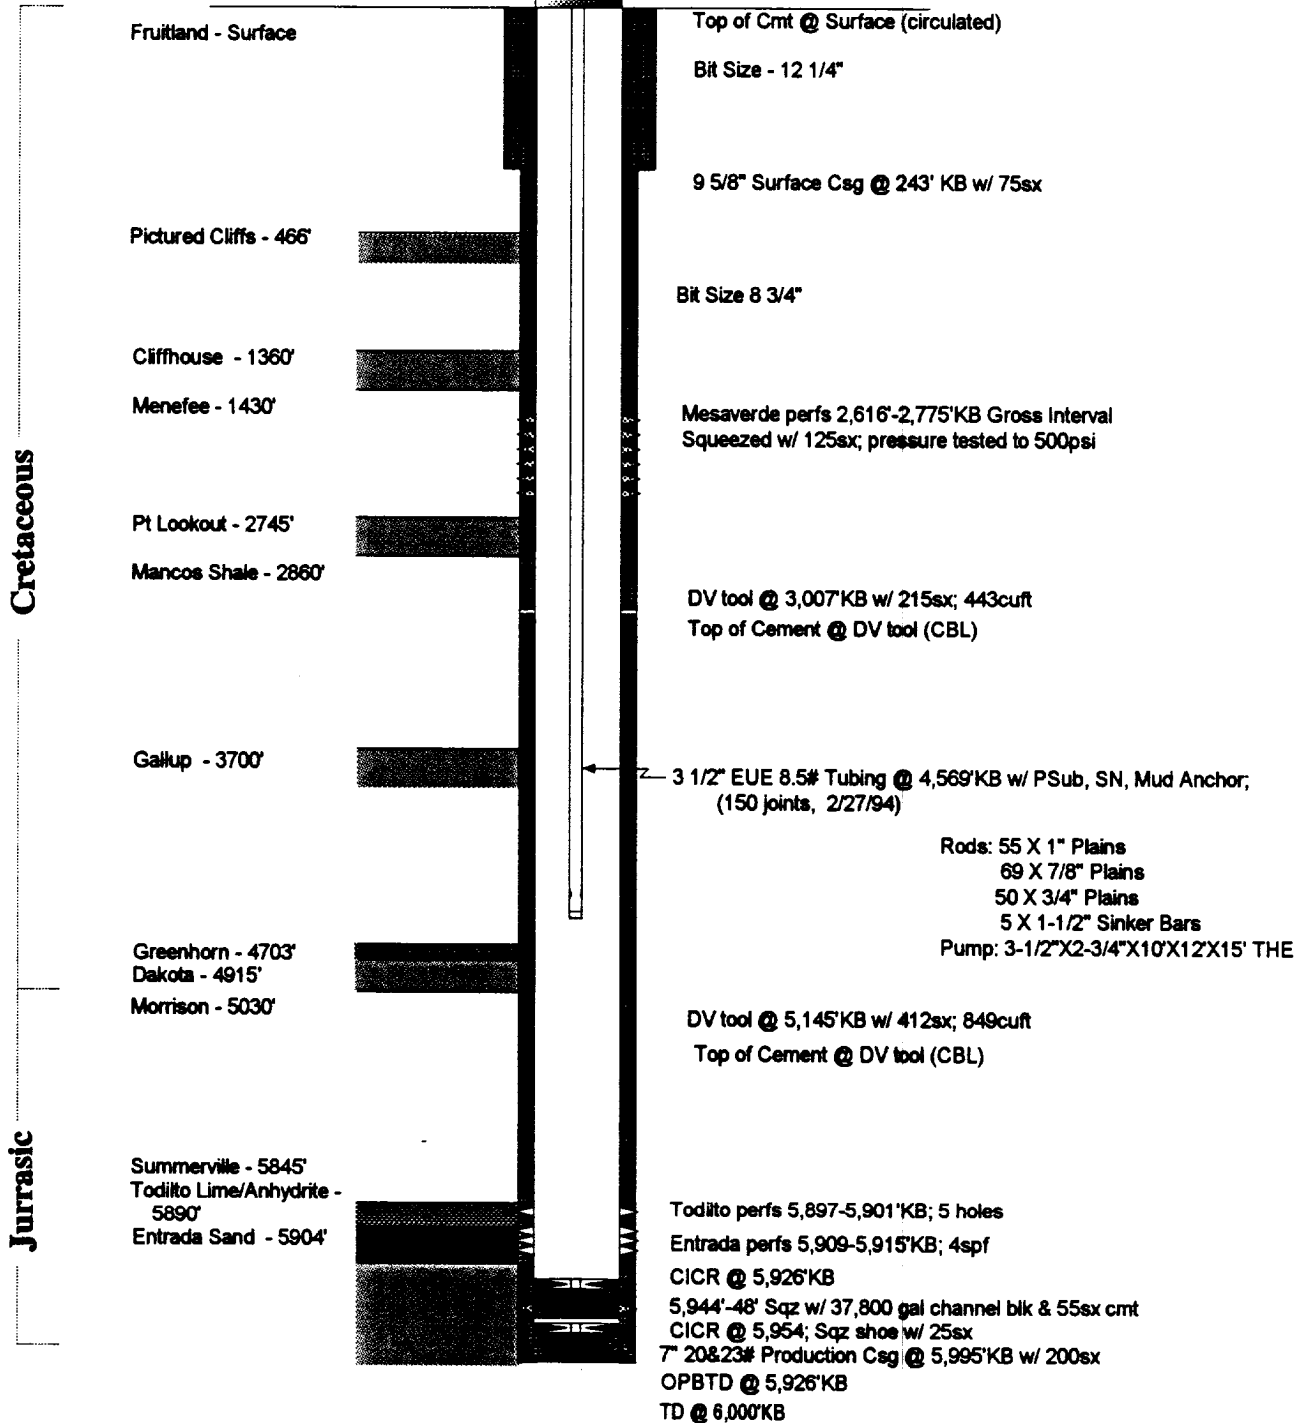 Fruitland - Surface
Top of Cmt @ Surface (circulated)
Bit Size - 12 1/4"
9 5/8" Surface Csg @ 243' KB w/ 75sx
Pictured Cliffs - 466'
Bit Size 8 3/4"
Cliffhouse - 1360'
Menefee - 1430'
Mesaverde perfs 2,616'-2,775'KB Gross Interval
Squeezed w/ 125sx; pressure tested to 500psi
Cretaceous
Pt Lookout - 2745'
Mancos Shale - 2860'
DV tool @ 3,007'KB w/ 215sx; 443cuft
Top of Cement @ DV tool (CBL)
Gallup - 3700'
3 1/2" EUE 8.5# Tubing @ 4,569'KB w/ PSub, SN, Mud Anchor;
(150 joints, 2/27/94)
Rods: 55 X 1" Plains
69 X 7/8" Plains
50 X 3/4" Plains
5 X 1-1/2" Sinker Bars
Pump: 3-1/2"X2-3/4"X10'X12'X15' THE
Greenhorn - 4703'
Dakota - 4915'
Morrison - 5030'
DV tool @ 5,145'KB w/ 412sx; 849cuft
Top of Cement @ DV tool (CBL)
Jurrasic
Summerville - 5845'
Todilto Lime/Anhydrite -
5890'
Entrada Sand - 5904'
Todilto perfs 5,897-5,901'KB; 5 holes
Entrada perfs 5,909-5,915'KB; 4spf
CICR @ 5,926'KB
5,944'-48' Sqz w/ 37,800 gal channel blk & 55sx cmt
CICR @ 5,954; Sqz shoe w/ 25sx
7" 20&23# Production Csg @ 5,995'KB w/ 200sx
OPBTD @ 5,926'KB
TD @ 6,000'KB